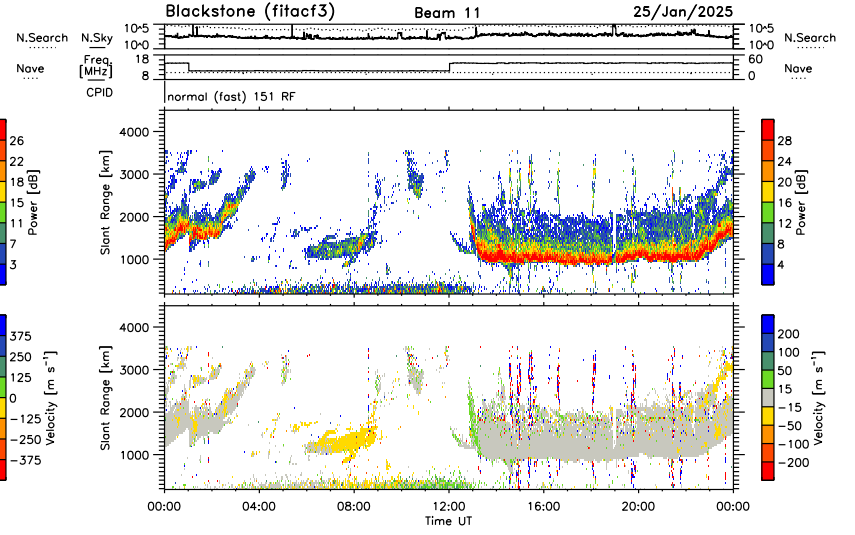 Blackstone (fitacf3) Beam 11 25/Jan/2025
N.Search N.Sky 10^5 10^0 10^5 10^0 N.Search
Nave Freq. [MHz] 18 8 60 0 Nave
CPID normal (fast) 151 RF
26 22 18 15 11 7 3 Power [dB]
Slant Range [km] 4000 3000 2000 1000
28 24 20 16 12 8 4 Power [dB]
375 250 125 0 −125 −250 −375 Velocity [m s⁻¹]
Slant Range [km] 4000 3000 2000 1000
200 100 50 15 −15 −50 −100 −200 Velocity [m s⁻¹]
00:00 04:00 08:00 12:00 16:00 20:00 00:00
Time UT